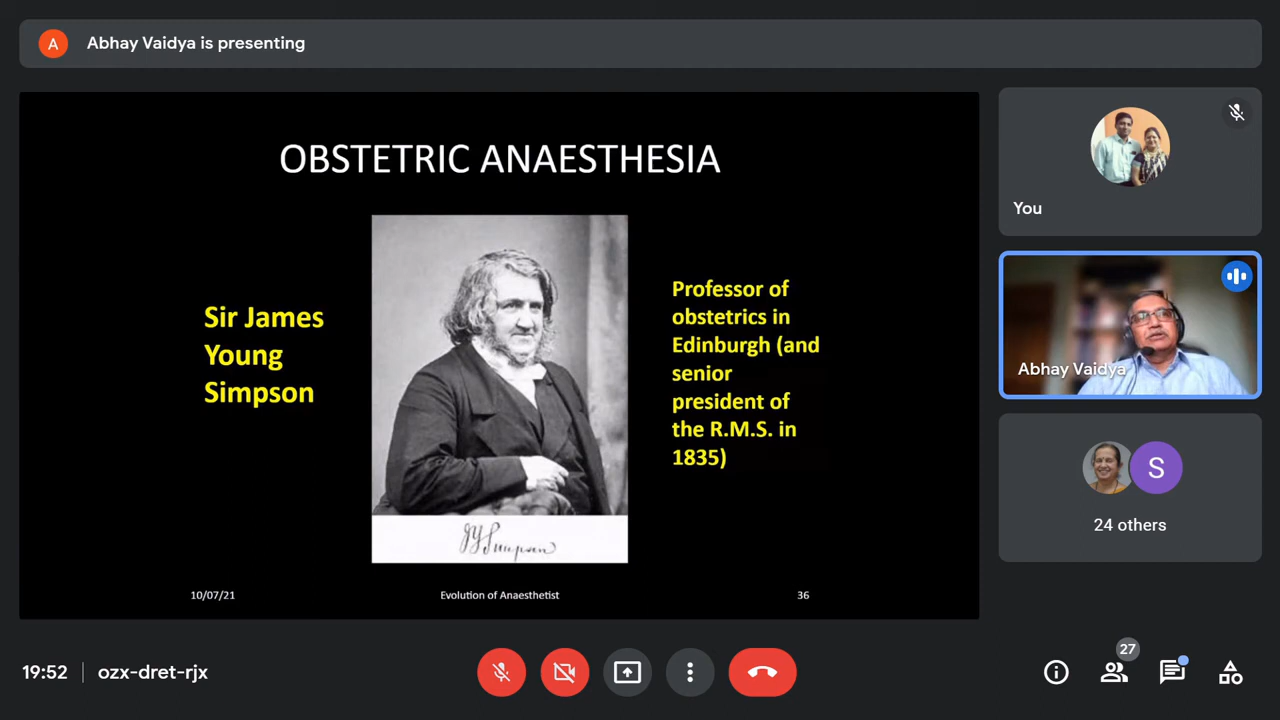 A
Abhay Vaidya is presenting
OBSTETRIC ANAESTHESIA
Sir James
Young
Simpson
Professor of
obstetrics in
Edinburgh (and
senior
president of
the R.M.S. in
1835)
JYSimpson
10/07/21
Evolution of Anaesthetist
36
You
Abhay Vaidya
S
24 others
19:52
ozx-dret-rjx
27